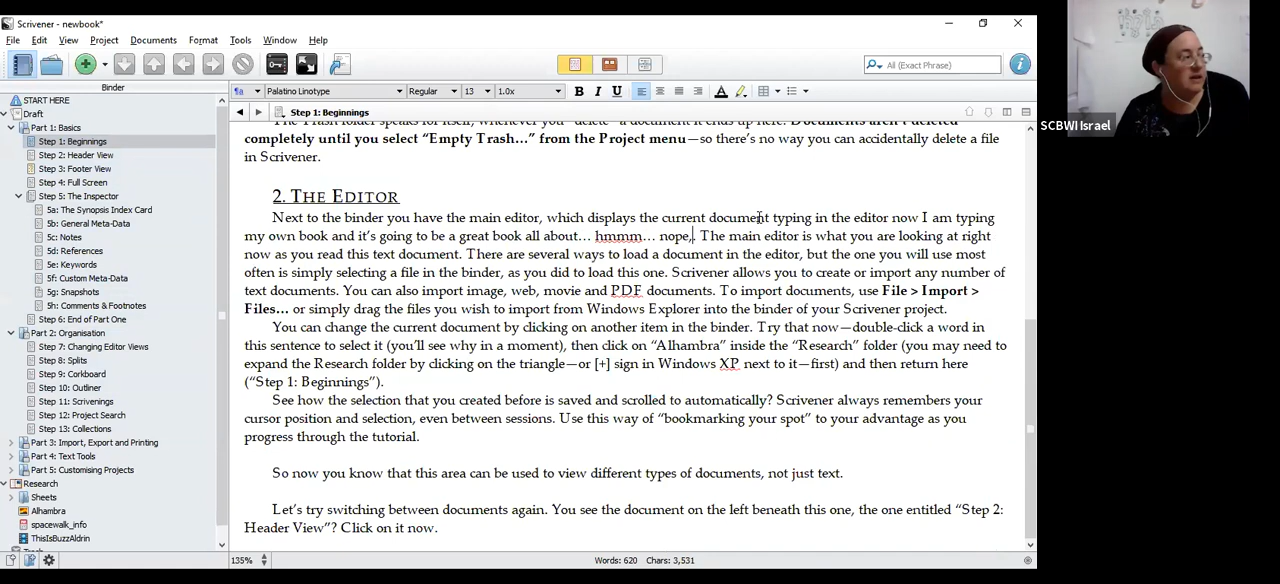 Scrivener - newbook*
File Edit View Project Documents Format Tools Window Help
All (Exact Phrase)
Binder
Palatino Linotype Regular 13 1.0x B I U A
START HERE
Draft
Part 1: Basics
Step 1: Beginnings
Step 2: Header View
Step 3: Footer View
Step 4: Full Screen
Step 5: The Inspector
5a: The Synopsis Index Card
5b: General Meta-Data
5c: Notes
5d: References
5e: Keywords
5f: Custom Meta-Data
5g: Snapshots
5h: Comments & Footnotes
Step 6: End of Part One
Part 2: Organisation
Step 7: Changing Editor Views
Step 8: Splits
Step 9: Corkboard
Step 10: Outliner
Step 11: Scrivenings
Step 12: Project Search
Step 13: Collections
Part 3: Import, Export and Printing
Part 4: Text Tools
Part 5: Customising Projects
Research
Sheets
Alhambra
spacewalk_info
ThisIsBuzzAldrin
Step 1: Beginnings
The Trash folder speaks for itself, whenever you "delete" a document it ends up here. Documents aren't deleted
completely until you select “Empty Trash…” from the Project menu—so there’s no way you can accidentally delete a file
in Scrivener.
2. THE EDITOR
Next to the binder you have the main editor, which displays the current document typing in the editor now I am typing
my own book and it’s going to be a great book all about… hmmm… nope,. The main editor is what you are looking at right
now as you read this text document. There are several ways to load a document in the editor, but the one you will use most
often is simply selecting a file in the binder, as you did to load this one. Scrivener allows you to create or import any number of
text documents. You can also import image, web, movie and PDF documents. To import documents, use File > Import >
Files… or simply drag the files you wish to import from Windows Explorer into the binder of your Scrivener project.
You can change the current document by clicking on another item in the binder. Try that now—double-click a word in
this sentence to select it (you’ll see why in a moment), then click on “Alhambra” inside the “Research” folder (you may need to
expand the Research folder by clicking on the triangle—or [+] sign in Windows XP next to it—first) and then return here
(“Step 1: Beginnings”).
See how the selection that you created before is saved and scrolled to automatically? Scrivener always remembers your
cursor position and selection, even between sessions. Use this way of “bookmarking your spot” to your advantage as you
progress through the tutorial.
So now you know that this area can be used to view different types of documents, not just text.
Let’s try switching between documents again. You see the document on the left beneath this one, the one entitled “Step 2:
Header View”? Click on it now.
135% Words: 620 Chars: 3,531
SCBWI Israel